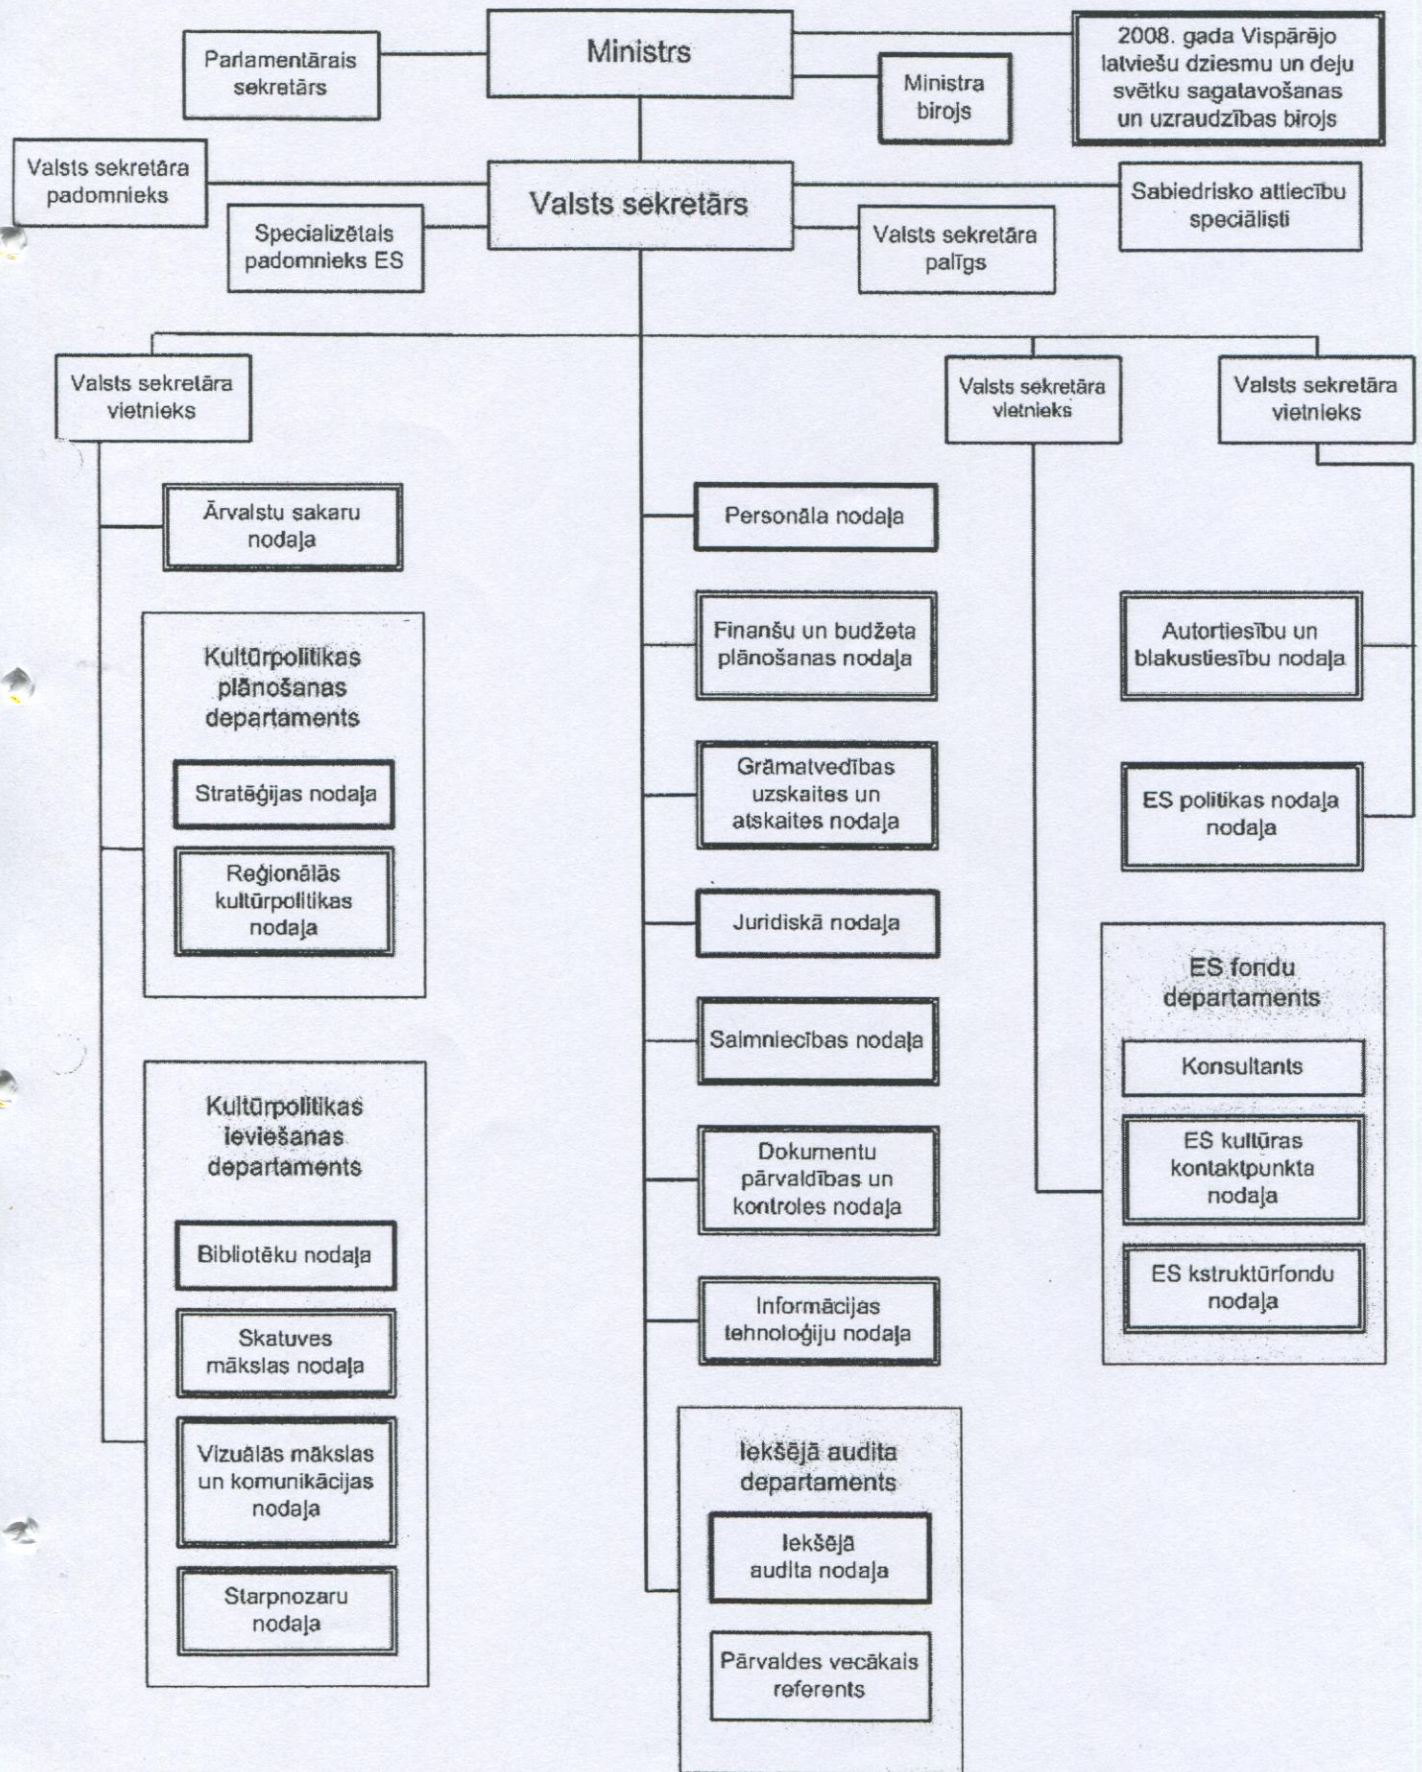 Ministrs
Parlamentārais
sekretārs
Ministra
birojs
2008. gada Vispārējo
latviešu dziesmu un deju
svētku sagatavošanas
un uzraudzības birojs
Valsts sekretāra
padomnieks
Valsts sekretārs
Sabiedrisko attiecību
speciālisti
Specializētais
padomnieks ES
Valsts sekretāra
palīgs
Valsts sekretāra
vietnieks
Valsts sekretāra
vietnieks
Valsts sekretāra
vietnieks
Ārvalstu sakaru
nodaļa
Kultūrpolitikas
plānošanas
departaments
Stratēģijas nodaļa
Reģionālās
kultūrpolitikas
nodaļa
Kultūrpolitikas
ieviešanas
departaments
Bibliotēku nodaļa
Skatuves
mākslas nodaļa
Vizuālās mākslas
un komunikācijas
nodaļa
Starpnozaru
nodaļa
Personāla nodaļa
Finanšu un budžeta
plānošanas nodaļa
Grāmatvedības
uzskaites un
atskaites nodaļa
Juridiskā nodaļa
Saimniecības nodaļa
Dokumentu
pārvaldības un
kontroles nodaļa
Informācijas
tehnoloģiju nodaļa
Iekšējā audita
departaments
Iekšējā
audita nodaļa
Pārvaldes vecākais
referents
Autortiesību un
blakustiesību nodaļa
ES politikas nodaļa
nodaļa
ES fondu
departaments
Konsultants
ES kultūras
kontaktpunkta
nodaļa
ES kstruktūrfondu
nodaļa